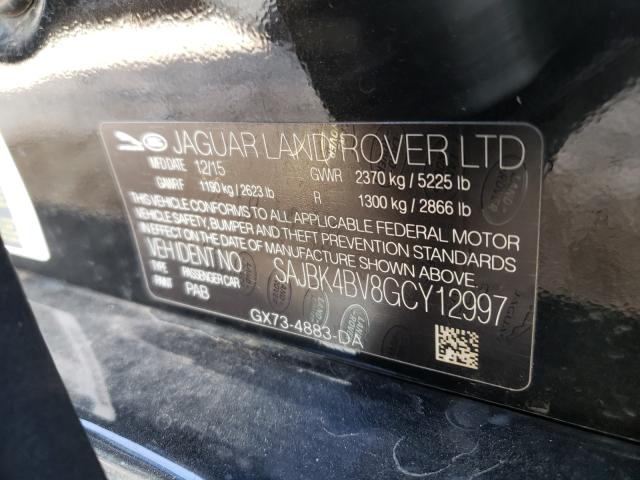 JAGUAR LAND ROVER LTD
MFD DATE 12/15 GVWR 2370 kg / 5225 lb
GAWR F 1190 kg / 2623 lb R 1300 kg / 2866 lb
THIS VEHICLE CONFORMS TO ALL APPLICABLE FEDERAL MOTOR
VEHICLE SAFETY, BUMPER AND THEFT PREVENTION STANDARDS
IN EFFECT ON THE DATE OF MANUFACTURE SHOWN ABOVE.
VEH IDENT NO. SAJBK4BV8GCY12997
TYPE PASSENGER CAR
PAINT PAB
GX73-4883-DA